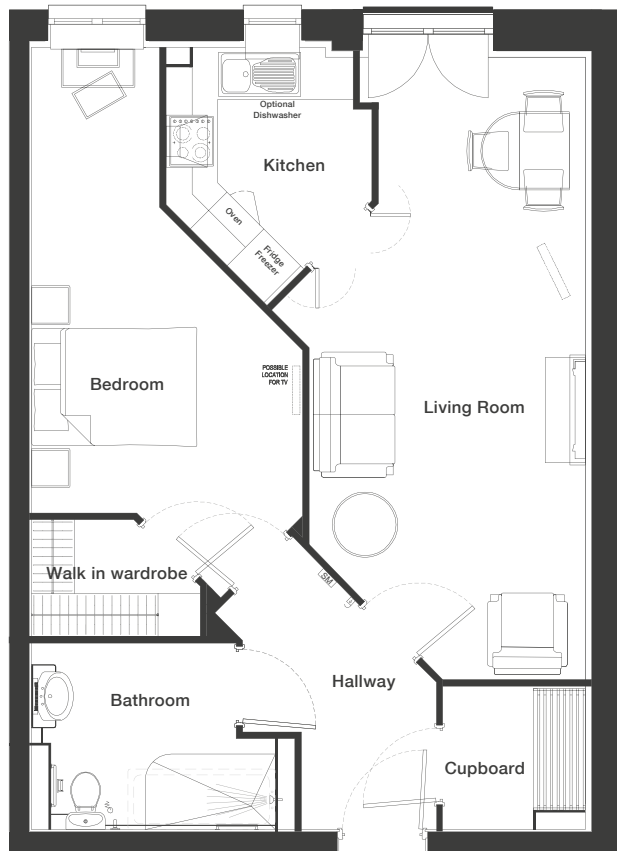 Optional
Dishwasher
Kitchen
Oven
Fridge
Freezer
POSSIBLE
LOCATION
FOR TV
Bedroom
Living Room
Walk in wardrobe
SM
Hallway
Bathroom
Cupboard